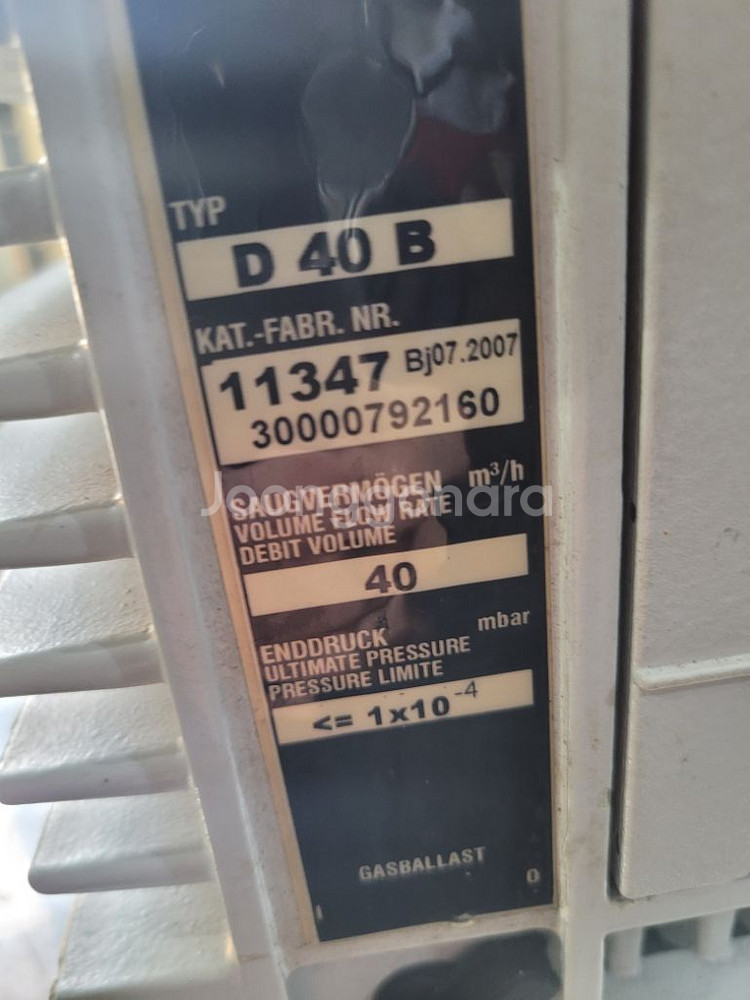 TYP
D 40 B
KAT.-FABR. NR.
11347 Bj07.2007
30000792160
SAUGVERMÖGEN m³/h
VOLUME FLOW RATE
DEBIT VOLUME
Joonggonara
40
ENDDRUCK mbar
ULTIMATE PRESSURE
PRESSURE LIMITE
<= 1x10⁻⁴
GASBALLAST
0